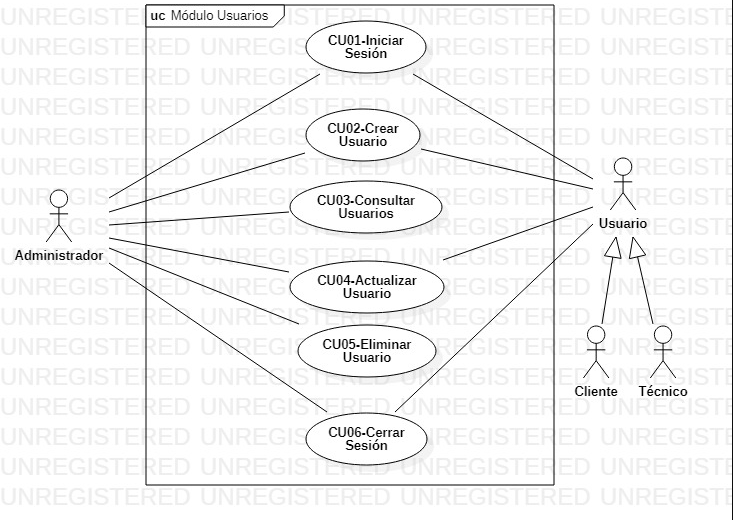 uc Módulo Usuarios
CU01-Iniciar
Sesión
CU02-Crear
Usuario
CU03-Consultar
Usuarios
Administrador
Usuario
CU04-Actualizar
Usuario
CU05-Eliminar
Usuario
Cliente
Técnico
CU06-Cerrar
Sesión
UNREGISTERED UNREGISTERED UNREGISTERED UNREGISTERED